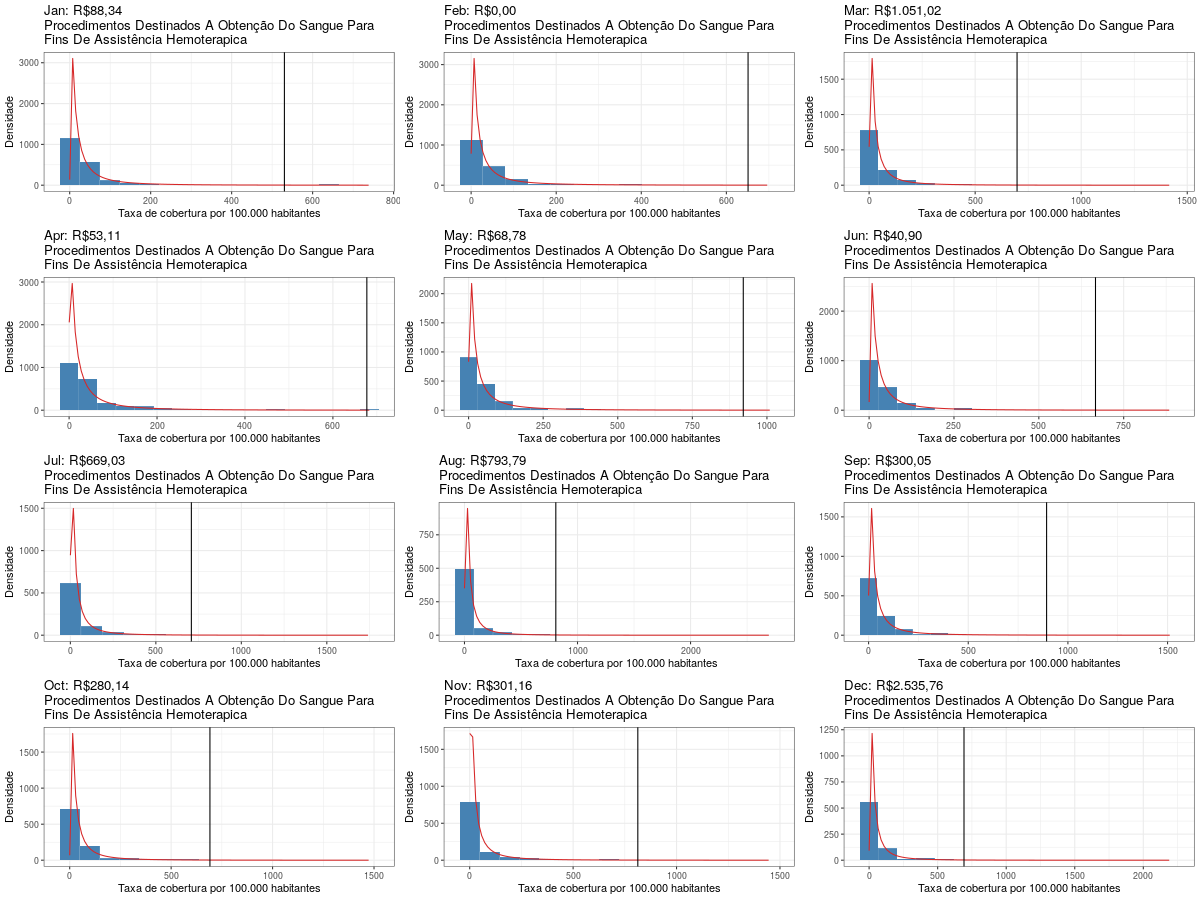 Jan: R$88,34
Procedimentos Destinados A Obtenção Do Sangue Para
Fins De Assistência Hemoterapica
3000
2000
1000
0
Densidade
0 200 400 600 800
Taxa de cobertura por 100.000 habitantes
Feb: R$0,00
Procedimentos Destinados A Obtenção Do Sangue Para
Fins De Assistência Hemoterapica
3000
2000
1000
0
Densidade
0 200 400 600
Taxa de cobertura por 100.000 habitantes
Mar: R$1.051,02
Procedimentos Destinados A Obtenção Do Sangue Para
Fins De Assistência Hemoterapica
1500
1000
500
0
Densidade
0 500 1000 1500
Taxa de cobertura por 100.000 habitantes
Apr: R$53,11
Procedimentos Destinados A Obtenção Do Sangue Para
Fins De Assistência Hemoterapica
3000
2000
1000
0
Densidade
0 200 400 600
Taxa de cobertura por 100.000 habitantes
May: R$68,78
Procedimentos Destinados A Obtenção Do Sangue Para
Fins De Assistência Hemoterapica
2000
1500
1000
500
0
Densidade
0 250 500 750 1000
Taxa de cobertura por 100.000 habitantes
Jun: R$40,90
Procedimentos Destinados A Obtenção Do Sangue Para
Fins De Assistência Hemoterapica
2000
1000
0
Densidade
0 250 500 750
Taxa de cobertura por 100.000 habitantes
Jul: R$669,03
Procedimentos Destinados A Obtenção Do Sangue Para
Fins De Assistência Hemoterapica
1500
1000
500
0
Densidade
0 500 1000 1500
Taxa de cobertura por 100.000 habitantes
Aug: R$793,79
Procedimentos Destinados A Obtenção Do Sangue Para
Fins De Assistência Hemoterapica
750
500
250
0
Densidade
0 1000 2000
Taxa de cobertura por 100.000 habitantes
Sep: R$300,05
Procedimentos Destinados A Obtenção Do Sangue Para
Fins De Assistência Hemoterapica
1500
1000
500
0
Densidade
0 500 1000 1500
Taxa de cobertura por 100.000 habitantes
Oct: R$280,14
Procedimentos Destinados A Obtenção Do Sangue Para
Fins De Assistência Hemoterapica
1500
1000
500
0
Densidade
0 500 1000 1500
Taxa de cobertura por 100.000 habitantes
Nov: R$301,16
Procedimentos Destinados A Obtenção Do Sangue Para
Fins De Assistência Hemoterapica
1500
1000
500
0
Densidade
0 500 1000 1500
Taxa de cobertura por 100.000 habitantes
Dec: R$2.535,76
Procedimentos Destinados A Obtenção Do Sangue Para
Fins De Assistência Hemoterapica
1250
1000
750
500
250
0
Densidade
0 500 1000 1500 2000
Taxa de cobertura por 100.000 habitantes